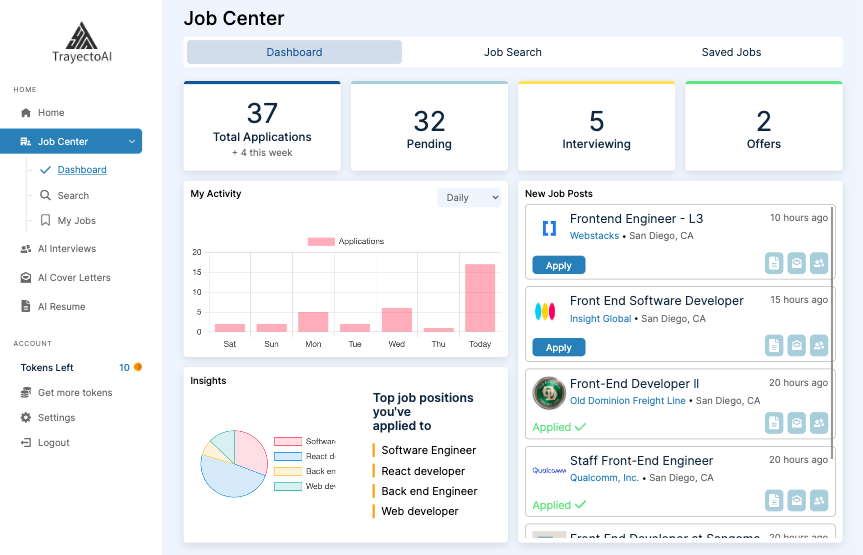 TrayectoAI
HOME
Home
Job Center
Dashboard
Search
My Jobs
AI Interviews
AI Cover Letters
AI Resume
ACCOUNT
Tokens Left 10
Get more tokens
Settings
Logout
Job Center
Dashboard Job Search Saved Jobs
37
Total Applications
+ 4 this week
32
Pending
5
Interviewing
2
Offers
My Activity
Daily
Applications
20
15
10
5
0
Sat Sun Mon Tue Wed Thu Today
Insights
Software
React d
Back en
Web dev
Top job positions
you've
applied to
Software Engineer
React developer
Back end Engineer
Web developer
New Job Posts
Frontend Engineer - L3 10 hours ago
Webstacks • San Diego, CA
Apply
Front End Software Developer 15 hours ago
Insight Global • San Diego, CA
Apply
Front-End Developer II 20 hours ago
Old Dominion Freight Line • San Diego, CA
Applied
Qualcomm
Staff Front-End Engineer 20 hours ago
Qualcomm, Inc. • San Diego, CA
Applied
Front End Developer at Sangoma 20 hours ago